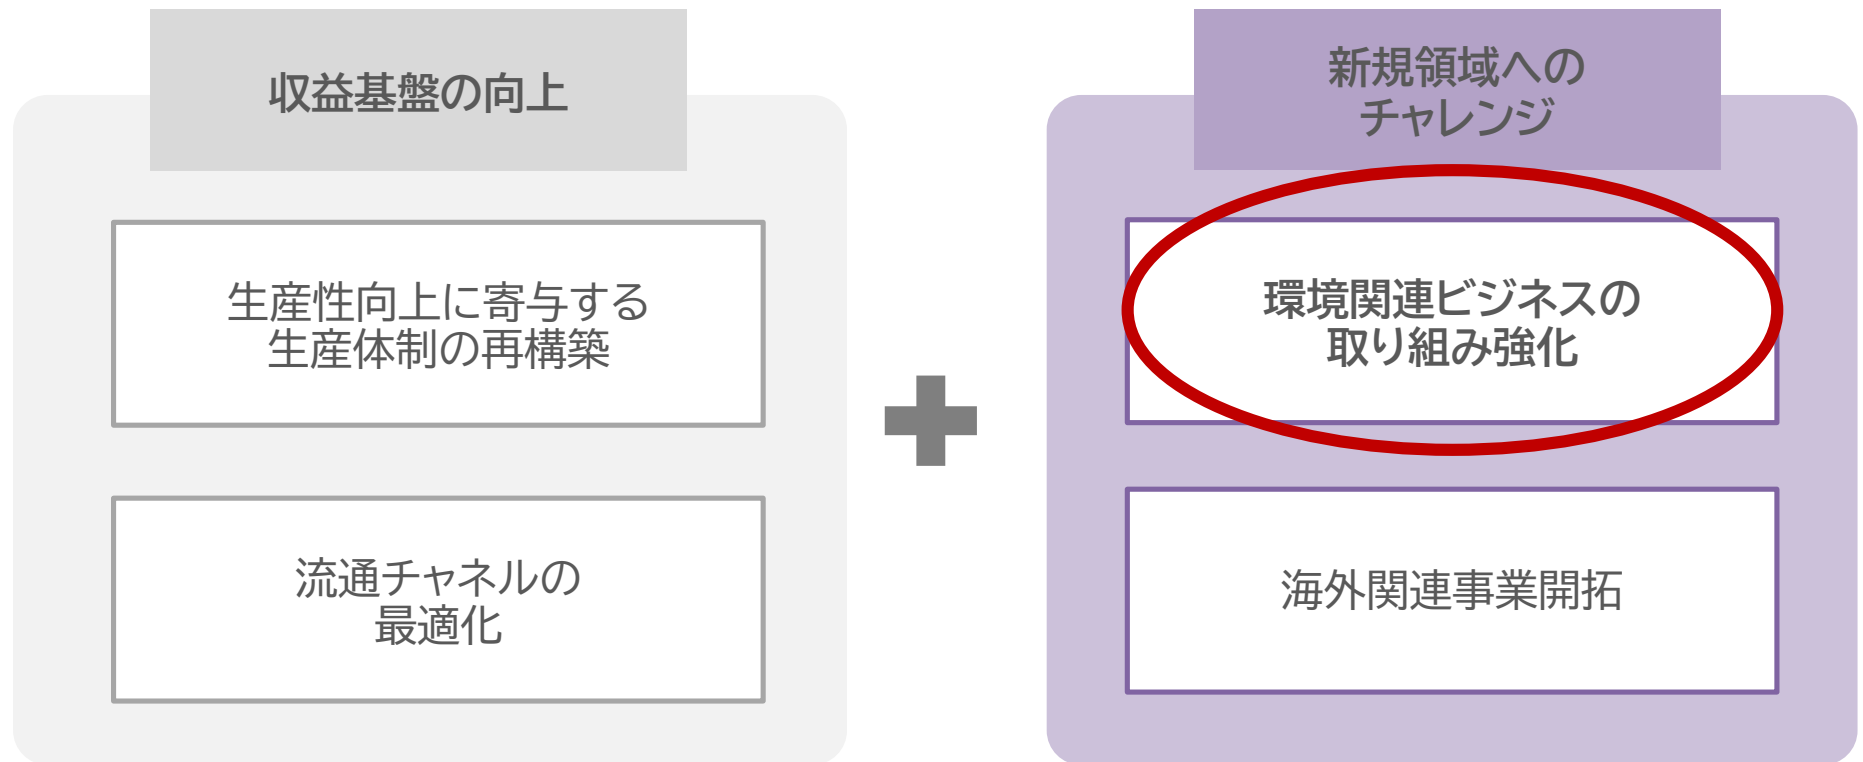 収益基盤の向上
生産性向上に寄与する
生産体制の再構築
流通チャネルの
最適化
新規領域への
チャレンジ
環境関連ビジネスの
取り組み強化
海外関連事業開拓